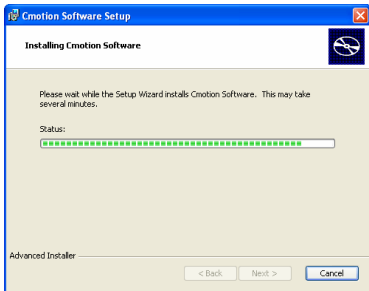 Cmotion Software Setup
Installing Cmotion Software
Please wait while the Setup Wizard installs Cmotion Software. This may take
several minutes.
Status:
Advanced Installer
< Back
Next >
Cancel